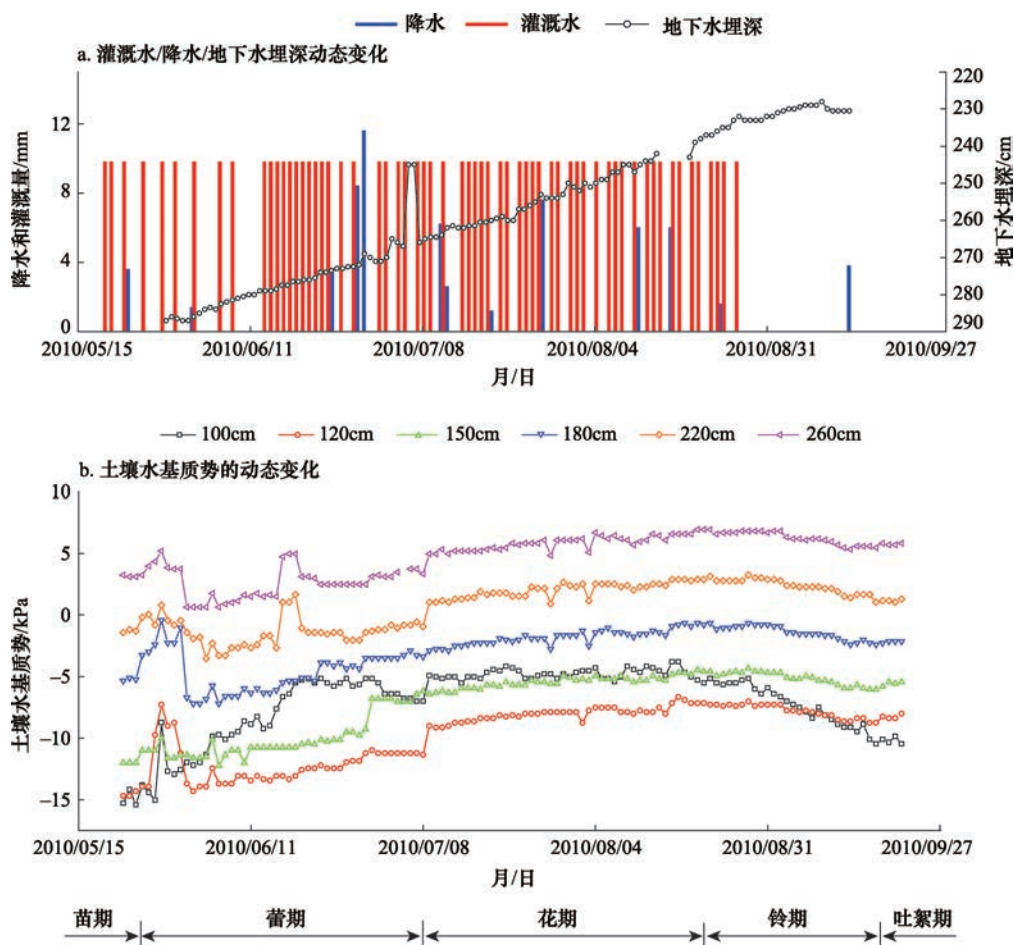 降水 灌溉水 地下水埋深
a. 灌溉水/降水/地下水埋深动态变化
降水和灌溉量/mm
12
8
4
0
220
230
240
250
260
270
280
290
地下水埋深/cm
2010/05/15 2010/06/11 2010/07/08 2010/08/04 2010/08/31 2010/09/27
月/日
100cm 120cm 150cm 180cm 220cm 260cm
b. 土壤水基质势的动态变化
土壤水基质势/kPa
10
5
0
−5
−10
−15
2010/05/15 2010/06/11 2010/07/08 2010/08/04 2010/08/31 2010/09/27
月/日
苗期 蕾期 花期 铃期 吐絮期